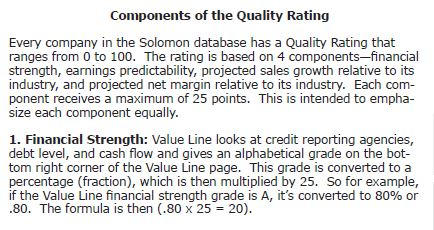 Components of the Quality Rating
Every company in the Solomon database has a Quality Rating that
ranges from 0 to 100. The rating is based on 4 components—financial
strength, earnings predictability, projected sales growth relative to its
industry, and projected net margin relative to its industry. Each com-
ponent receives a maximum of 25 points. This is intended to empha-
size each component equally.
1. Financial Strength: Value Line looks at credit reporting agencies,
debt level, and cash flow and gives an alphabetical grade on the bot-
tom right corner of the Value Line page. This grade is converted to a
percentage (fraction), which is then multiplied by 25. So for example,
if the Value Line financial strength grade is A, it's converted to 80% or
.80. The formula is then (.80 x 25 = 20).